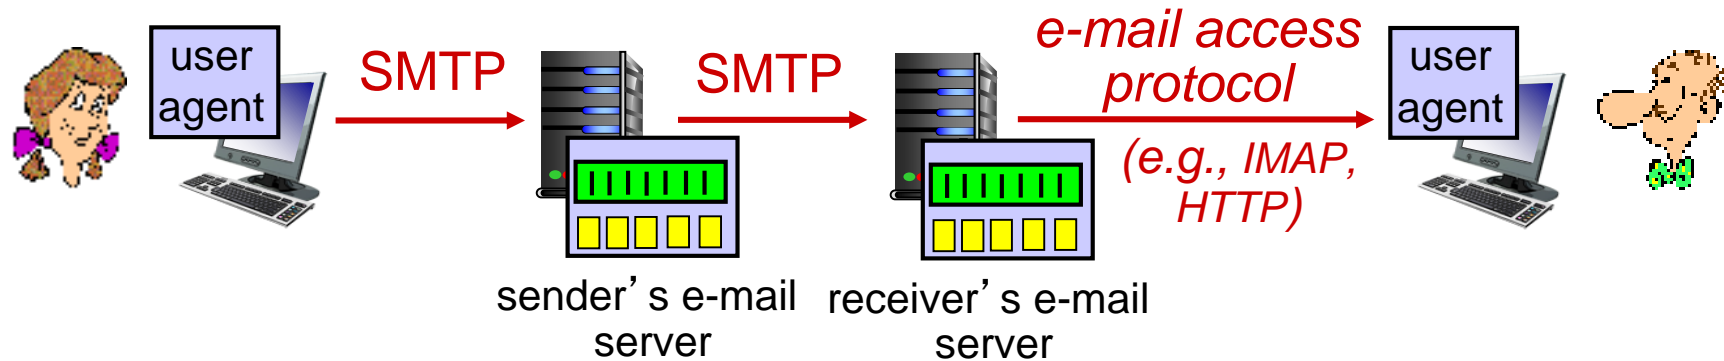 user
agent
SMTP
SMTP
e-mail access
protocol
(e.g., IMAP,
HTTP)
user
agent
sender’s e-mail
server
receiver’s e-mail
server